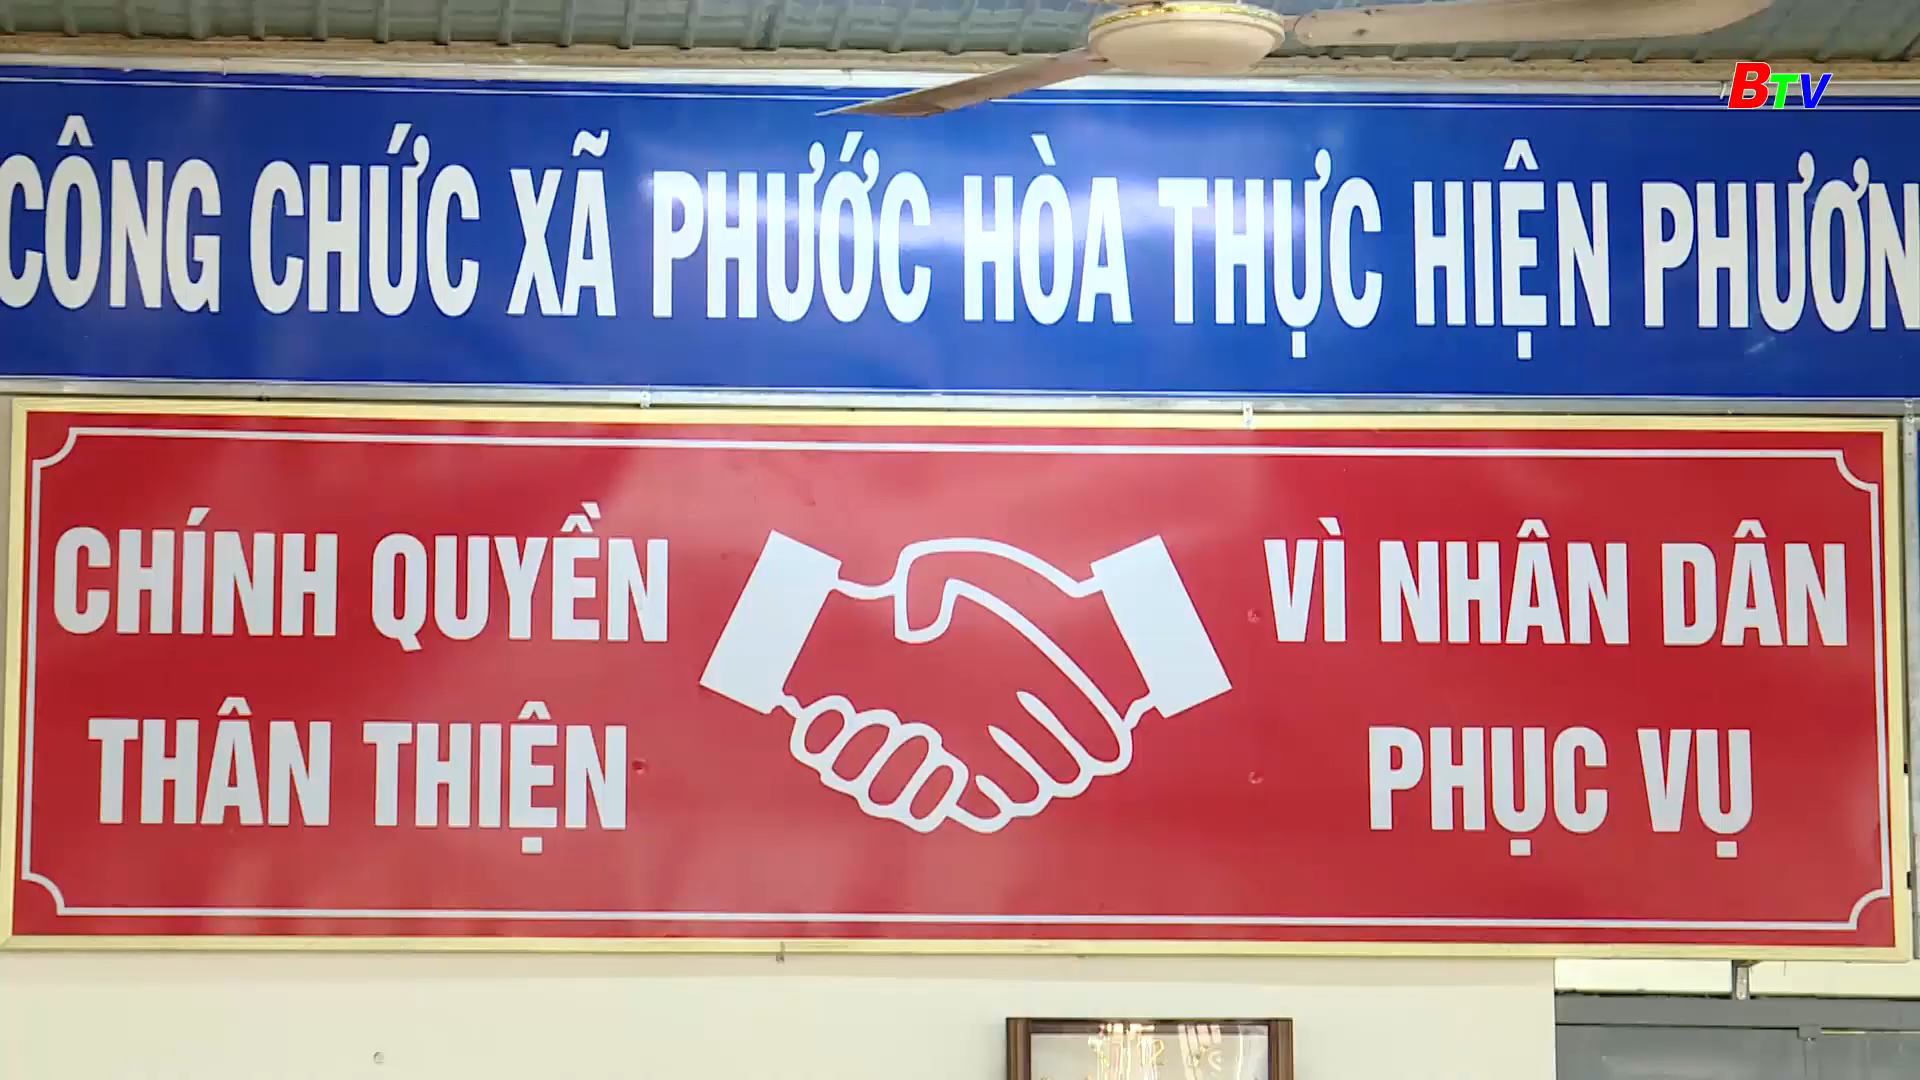 BTV
CÔNG CHỨC XÃ PHƯỚC HÒA THỰC HIỆN PHƯƠN
CHÍNH QUYỀN
THÂN THIỆN
VÌ NHÂN DÂN
PHỤC VỤ